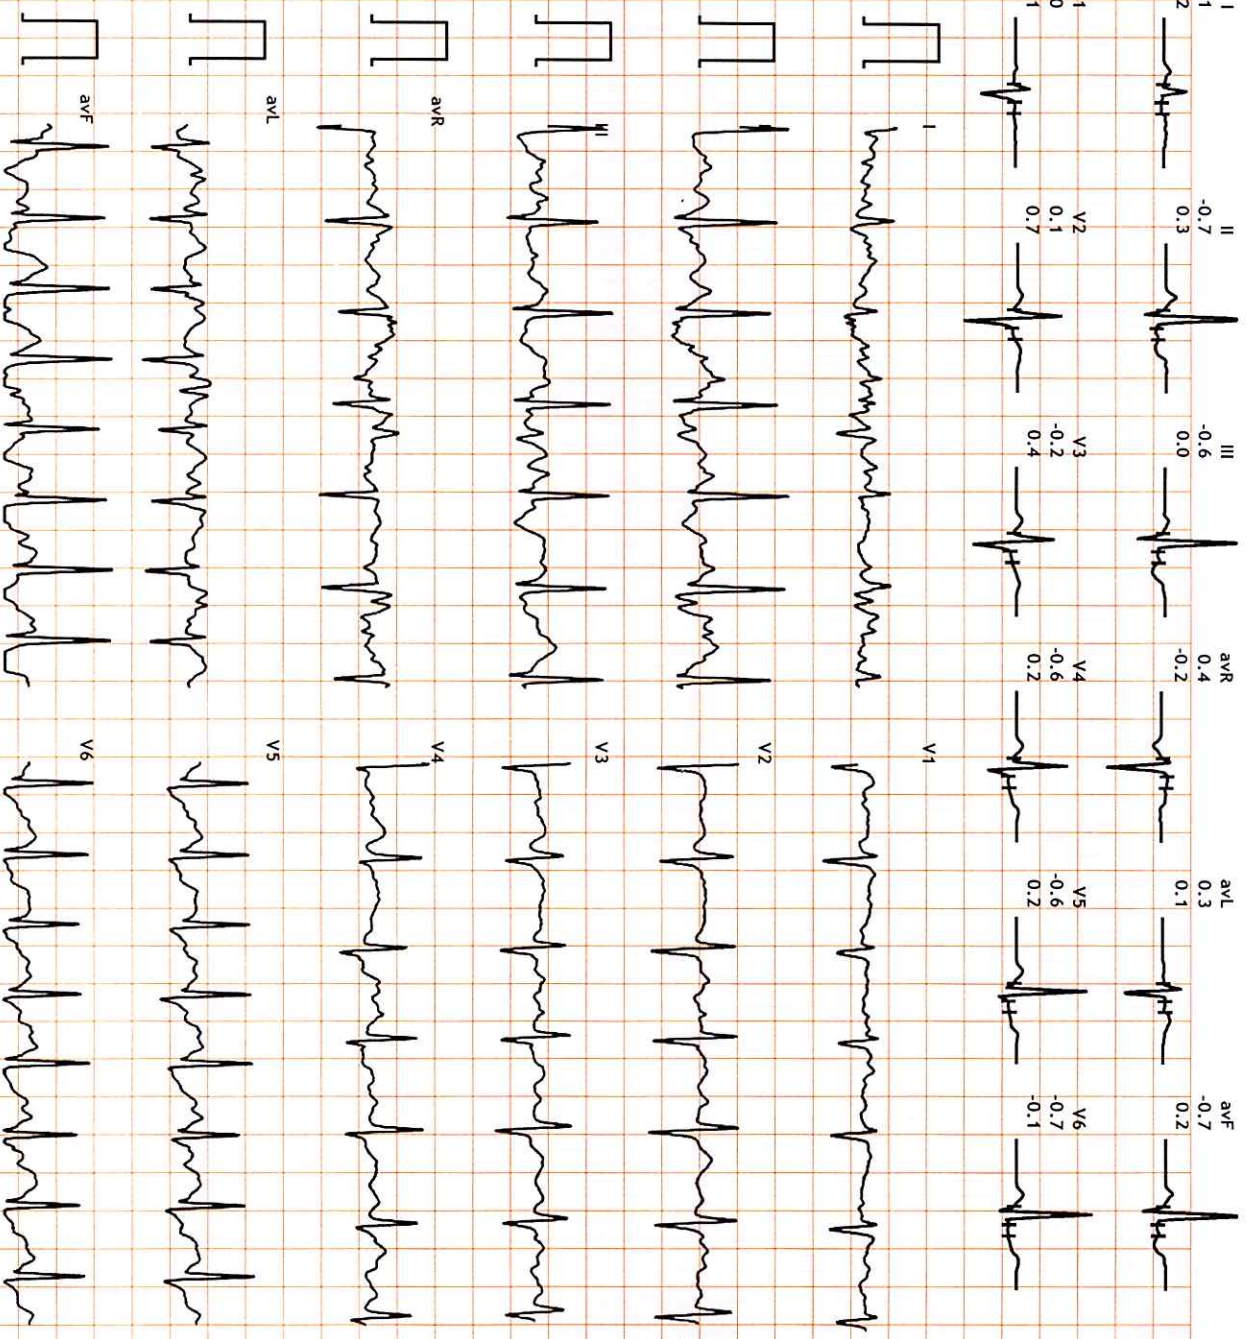 I II III avR avL avF
-0.7 -0.6 0.4 0.3 -0.7
0.3 0.0 -0.2 0.1 0.2
V2 V3 V4 V5 V6
0.1 -0.2 -0.6 -0.6 -0.7
0.7 0.4 0.2 0.2 -0.1
I V1
II V2
III V3
avR V4
avL V5
avF V6